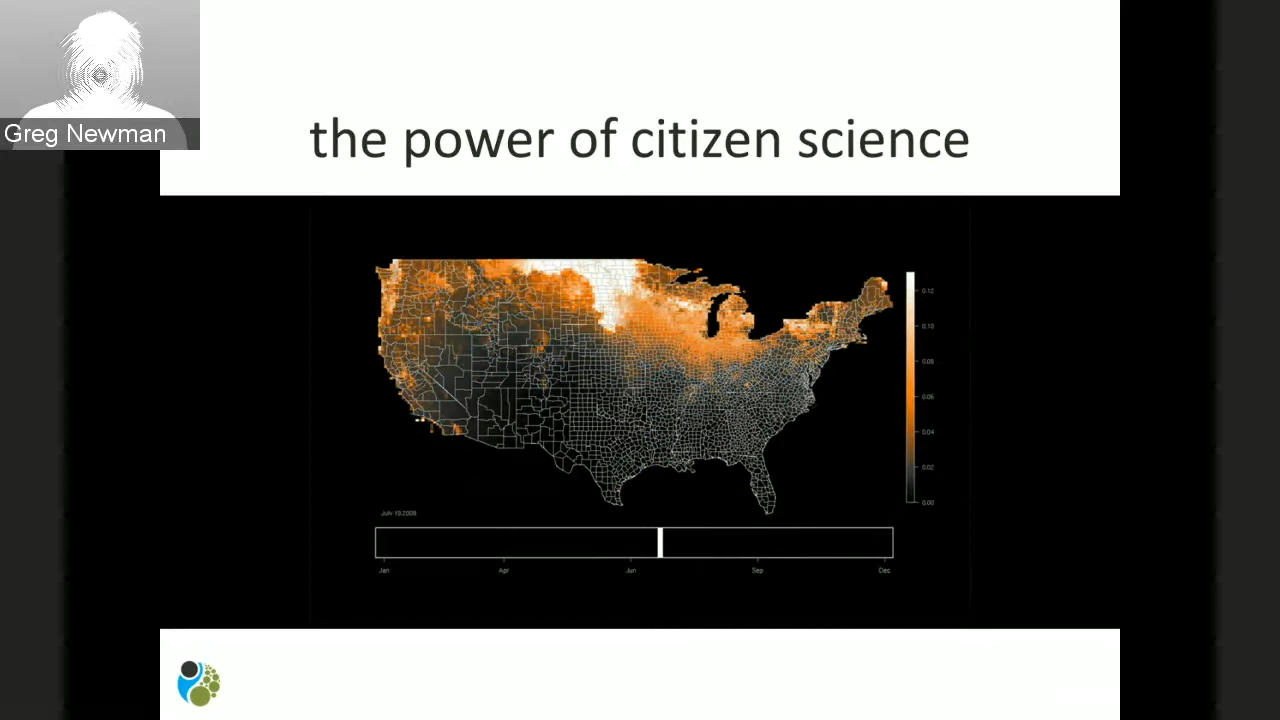 Greg Newman
the power of citizen science
0.12
0.10
0.08
0.06
0.04
0.02
0.00
July 19,2009
Jan
Apr
Jun
Sep
Dec